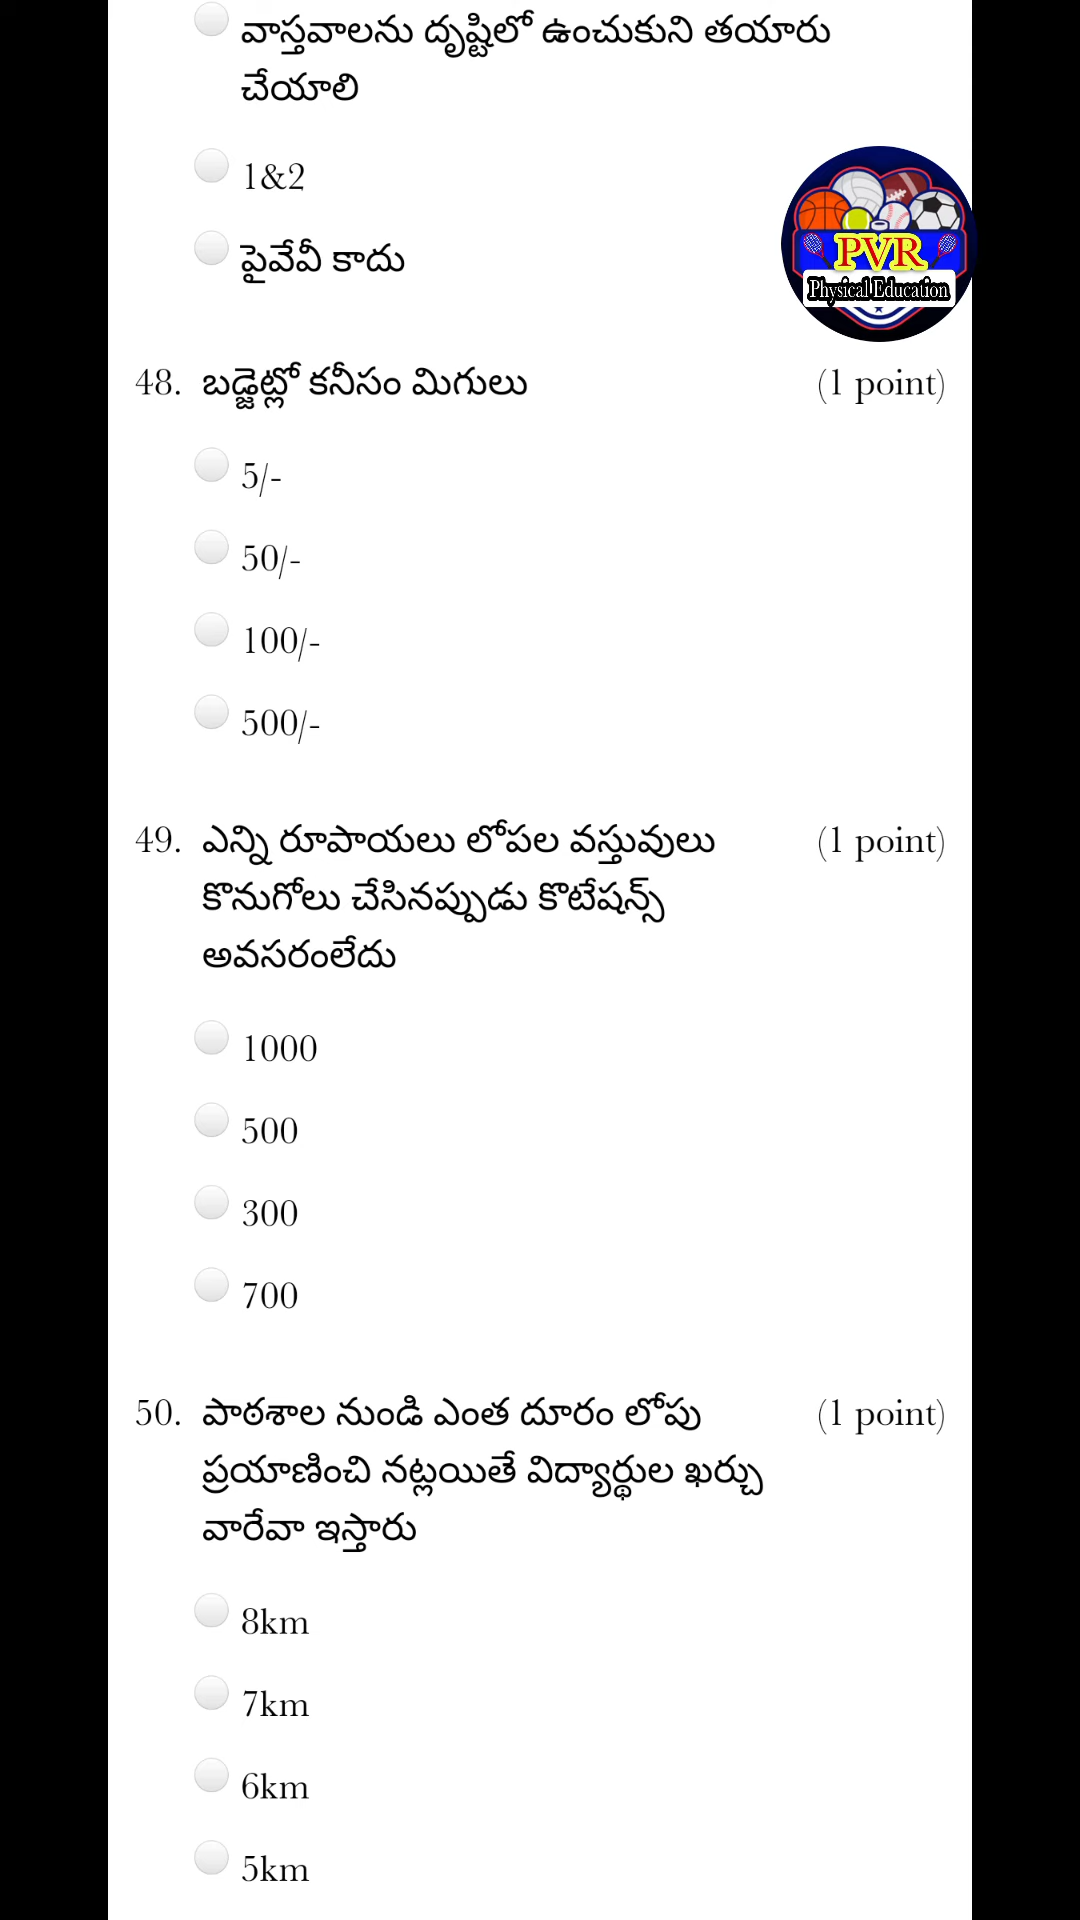 వాస్తవాలను దృష్టిలో ఉంచుకుని తయారు
చేయాలి
1&2
పైవేవీ కాదు
PVR
Physical Education
48. బడ్జెట్లో కనీసం మిగులు (1 point)
5/-
50/-
100/-
500/-
49. ఎన్ని రూపాయలు లోపల వస్తువులు (1 point)
కొనుగోలు చేసినప్పుడు కొటేషన్స్
అవసరంలేదు
1000
500
300
700
50. పాఠశాల నుండి ఎంత దూరం లోపు (1 point)
ప్రయాణించి నట్లయితే విద్యార్థుల ఖర్చు
వారేవా ఇస్తారు
8km
7km
6km
5km